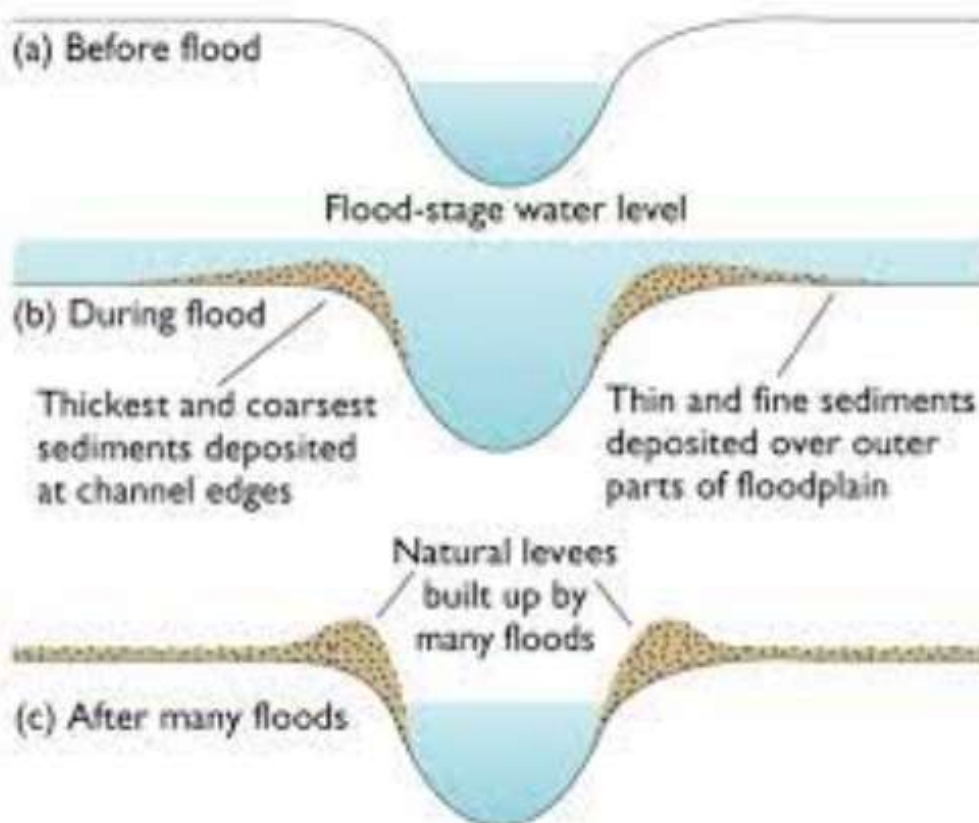 (a) Before flood
Flood-stage water level
(b) During flood
Thickest and coarsest
sediments deposited
at channel edges
Thin and fine sediments
deposited over outer
parts of floodplain
Natural levees
built up by
many floods
(c) After many floods